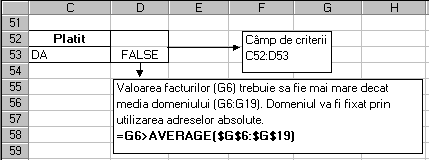 C D E F G H
51
52 Platit Câmp de criterii
53 DA FALSE C52:D53
54
55 Valoarea facturilor (G6) trebuie sa fie mai mare decat
56 media domeniului (G6:G19). Domeniul va fi fixat prin
57 utilizarea adreselor absolute.
58 =G6>AVERAGE($G$6:$G$19)
59